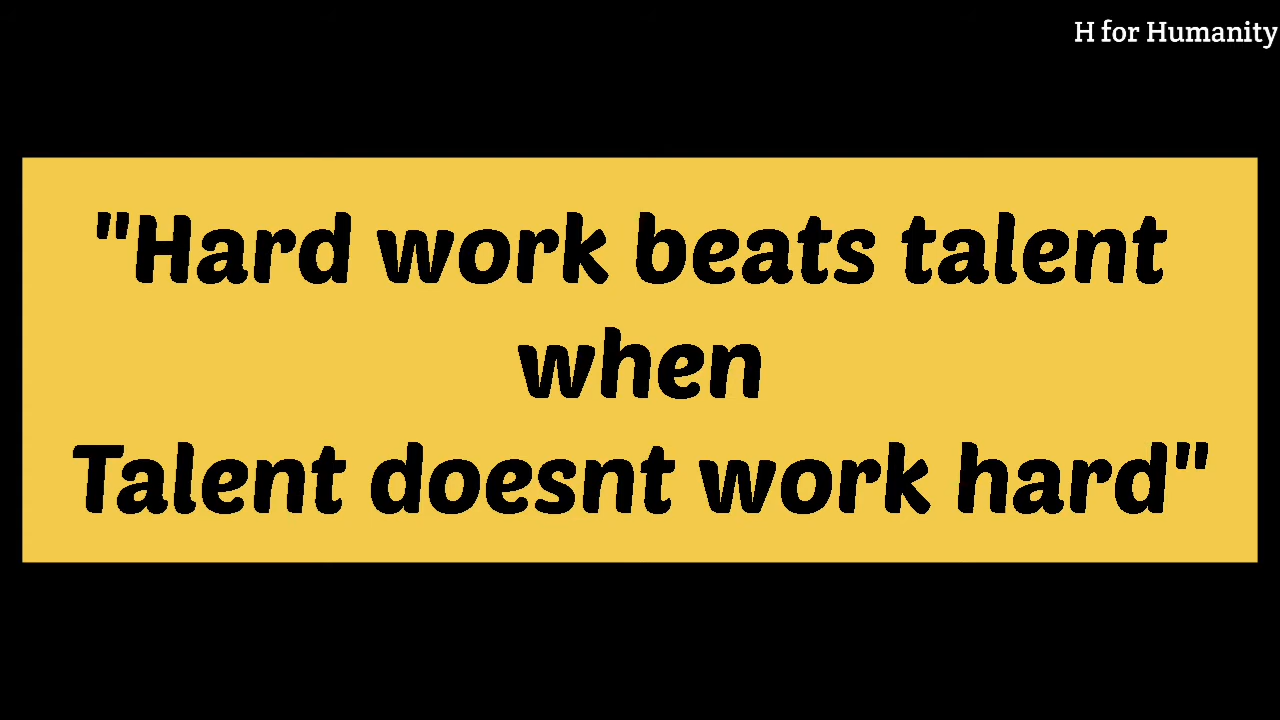 H for Humanity
"Hard work beats talent
when
Talent doesnt work hard"